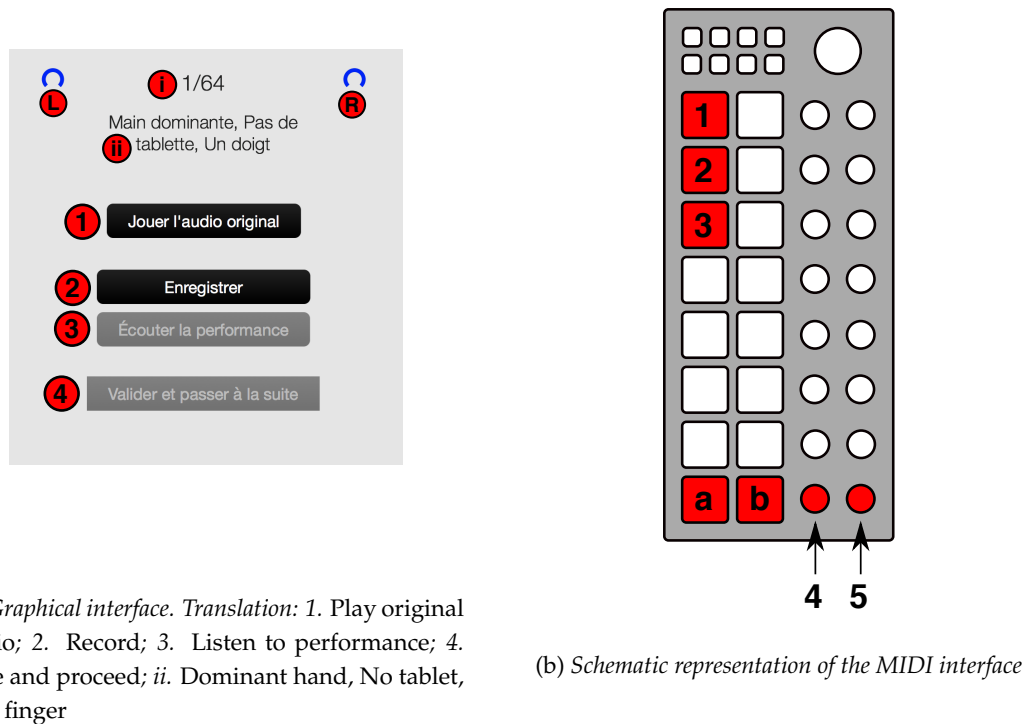 i 1/64
L
R
Main dominante, Pas de
ii tablette, Un doigt
1 Jouer l'audio original
2 Enregistrer
3 Écouter la performance
4 Valider et passer à la suite
Graphical interface. Translation: 1. Play original
io; 2. Record; 3. Listen to performance; 4.
e and proceed; ii. Dominant hand, No tablet,
finger
1
2
3
a b
4 5
(b) Schematic representation of the MIDI interface